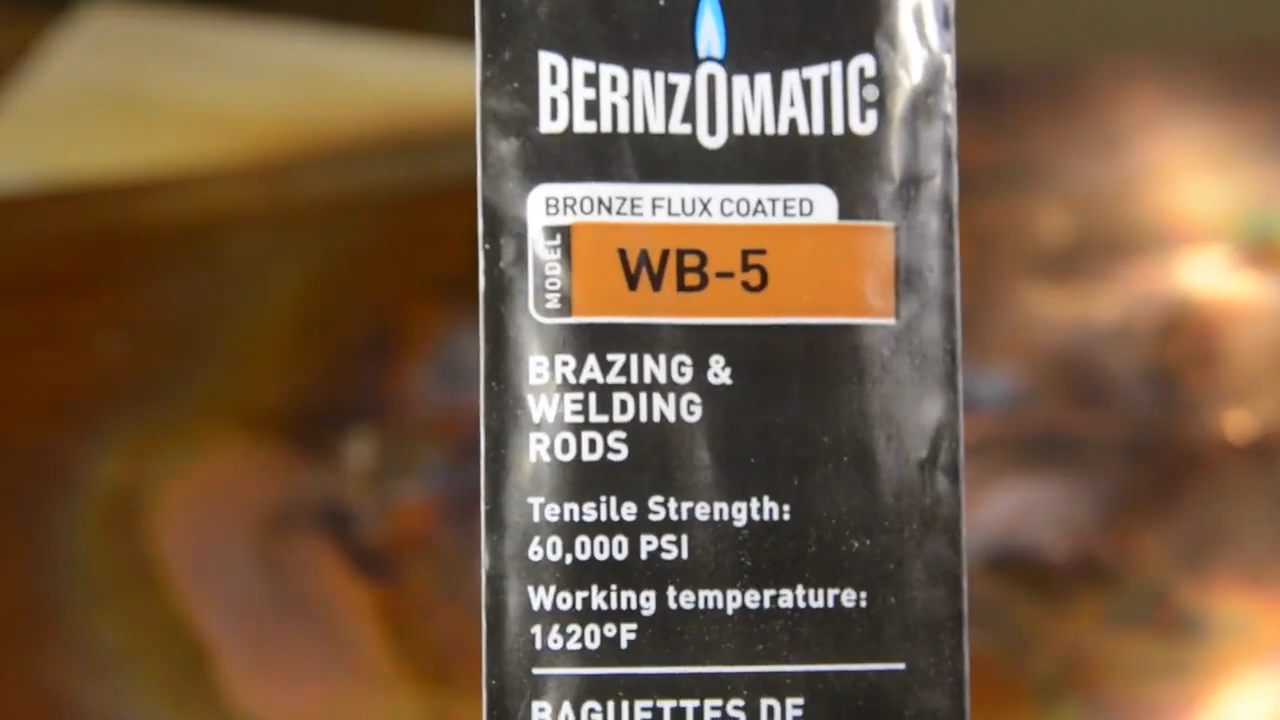 BERNZOMATIC®
BRONZE FLUX COATED
MODEL
WB-5
BRAZING &
WELDING
RODS
Tensile Strength:
60,000 PSI
Working temperature:
1620°F
BAGUETTES DE